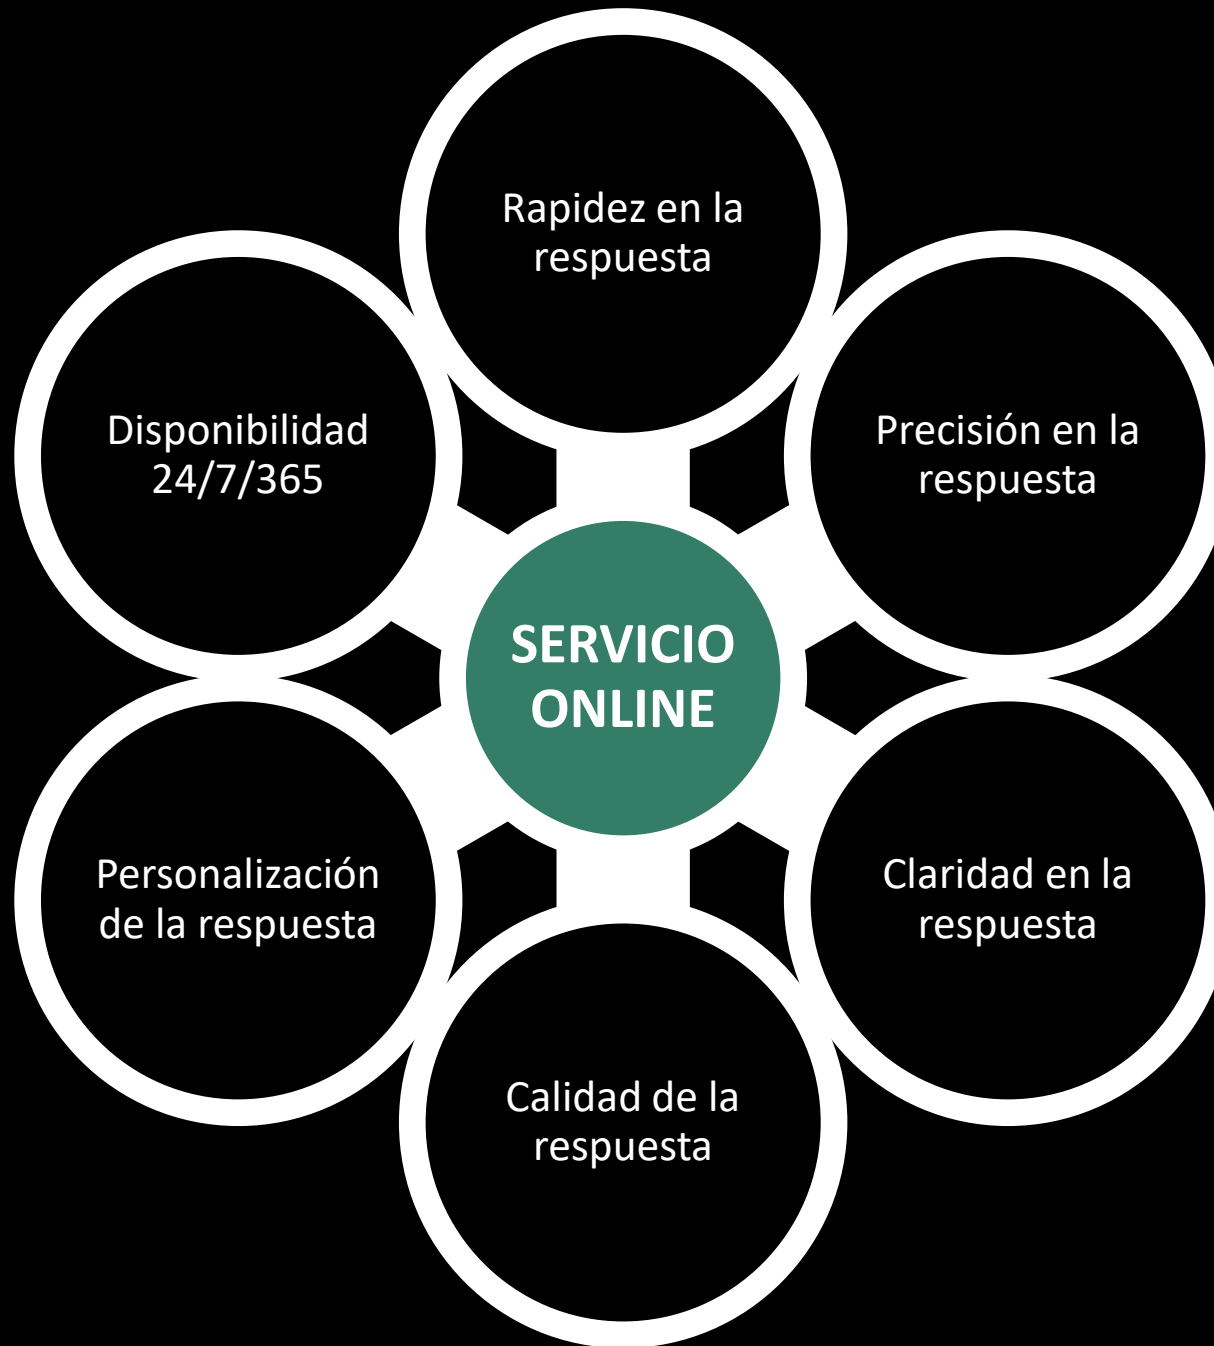 Rapidez en la
respuesta
Disponibilidad
24/7/365
Precisión en la
respuesta
SERVICIO
ONLINE
Personalización
de la respuesta
Claridad en la
respuesta
Calidad de la
respuesta